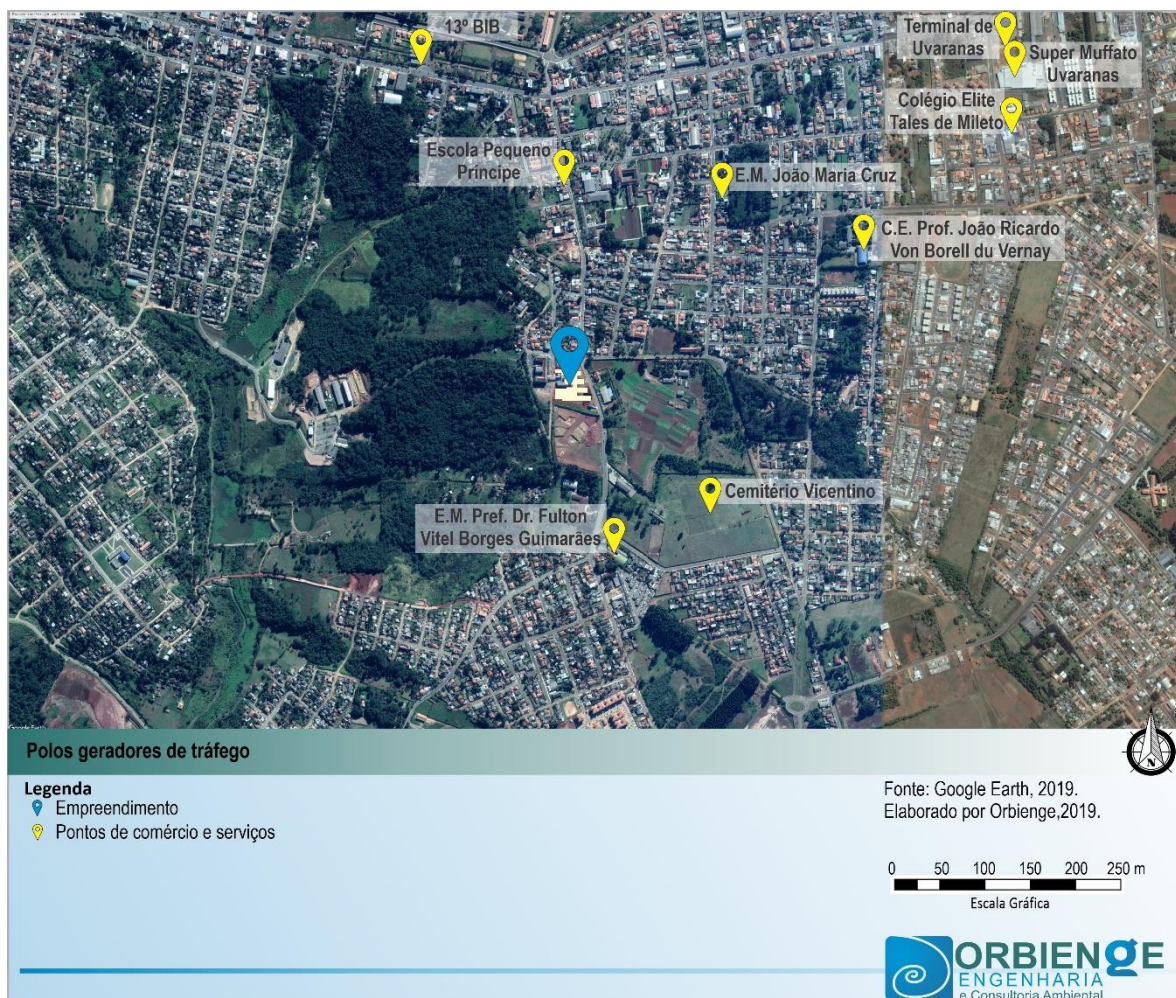 13º BIB
Terminal de
Uvaranas
Super Muffato
Uvaranas
Colégio Elite
Tales de Mileto
Escola Pequeno
Principe
E.M. João Maria Cruz
C.E. Prof. João Ricardo
Von Borell du Vernay
Cemitério Vicentino
E.M. Pref. Dr. Fulton
Vitel Borges Guimarães
Google Earth
Polos geradores de tráfego
N
Legenda
Empreendimento
Pontos de comércio e serviços
Fonte: Google Earth, 2019.
Elaborado por Orbienge,2019.
0 50 100 150 200 250 m
Escala Gráfica
ORBIENGE
ENGENHARIA
e Consultoria Ambiental